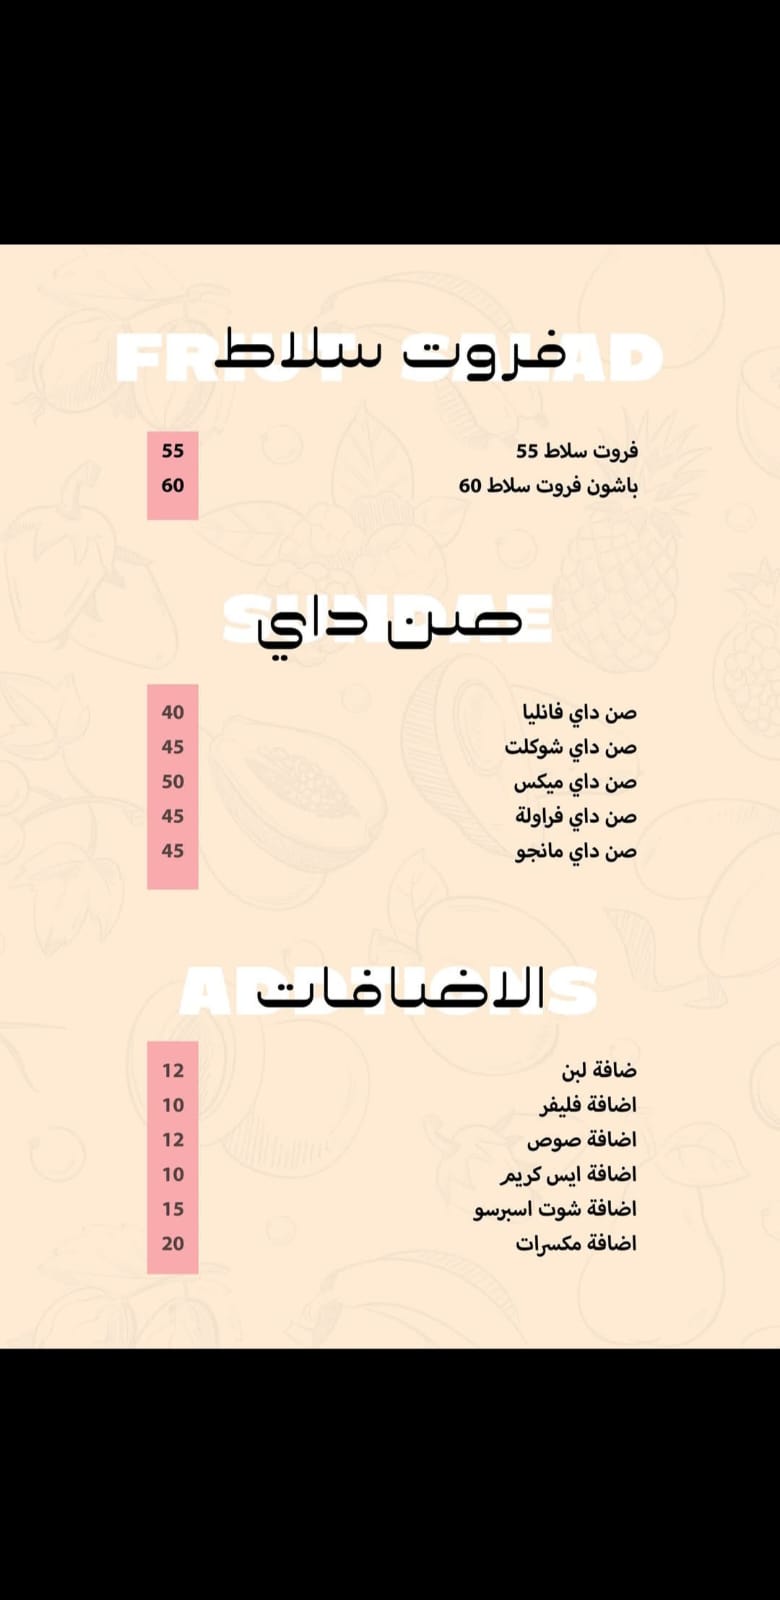 FRIUT SALAD
فروت سلاط
فروت سلاط 55 55
باشون فروت سلاط 60 60
SUNDAE
صن داي
صن داي فانليا 40
صن داي شوكلت 45
صن داي ميكس 50
صن داي فراولة 45
صن داي مانجو 45
ADDTIONS
الاضافات
ضافة لبن 12
اضافة فليفر 10
اضافة صوص 12
اضافة ايس كريم 10
اضافة شوت اسبرسو 15
اضافة مكسرات 20